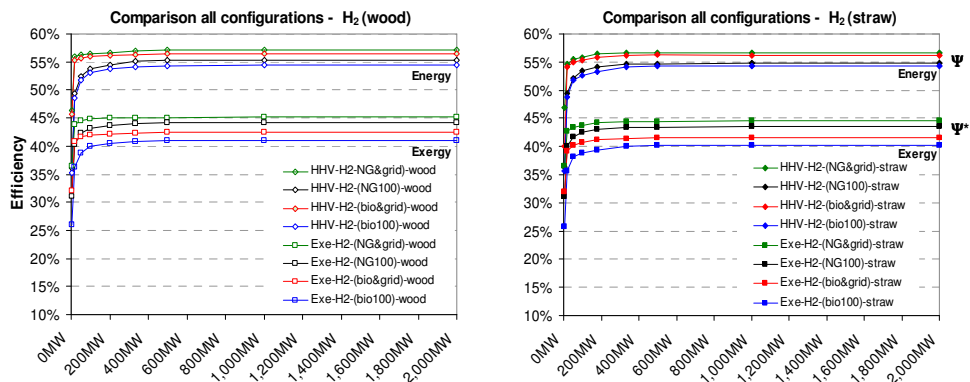 Comparison all configurations - H₂ (wood)
Efficiency
60%
55%
50%
45%
40%
35%
30%
25%
20%
15%
10%
Energy
Exergy
HHV-H2-NG&grid)-wood
HHV-H2-(NG100)-wood
HHV-H2-(bio&grid)-wood
HHV-H2-(bio100)-wood
Exe-H2-(NG&grid)-wood
Exe-H2-(NG100)-wood
Exe-H2-(bio&grid)-wood
Exe-H2-(bio100)-wood
0MW
200MW
400MW
600MW
800MW
1,000MW
1,200MW
1,400MW
1,600MW
1,800MW
2,000MW
Comparison all configurations - H₂ (straw)
60%
55%
50%
45%
40%
35%
30%
25%
20%
15%
10%
Ψ
Energy
Ψ*
Exergy
HHV-H2-NG&grid)-straw
HHV-H2-(NG100)-straw
HHV-H2-(bio&grid)-straw
HHV-H2-(bio100)-straw
Exe-H2-(NG&grid)-straw
Exe-H2-(NG100)-straw
Exe-H2-(bio&grid)-straw
Exe-H2-(bio100)-straw
0MW
200MW
400MW
600MW
800MW
1,000MW
1,200MW
1,400MW
1,600MW
1,800MW
2,000MW